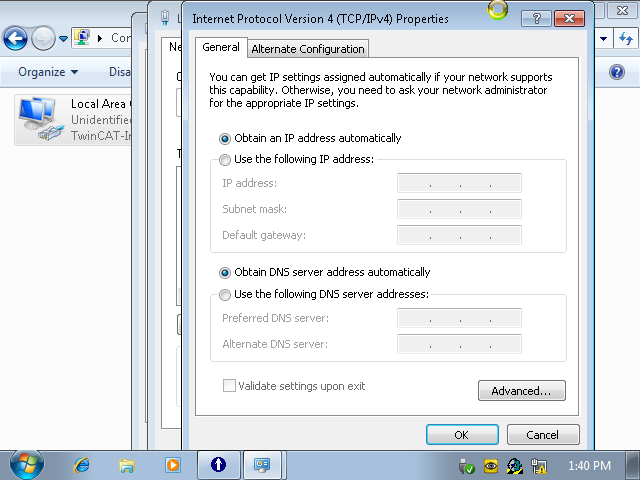 Internet Protocol Version 4 (TCP/IPv4) Properties
General
Alternate Configuration
You can get IP settings assigned automatically if your network supports
this capability. Otherwise, you need to ask your network administrator
for the appropriate IP settings.
Obtain an IP address automatically
Use the following IP address:
IP address:
Subnet mask:
Default gateway:
Obtain DNS server address automatically
Use the following DNS server addresses:
Preferred DNS server:
Alternate DNS server:
Validate settings upon exit
Advanced...
OK
Cancel
Organize
Local Area
Unidentified
1:40 PM